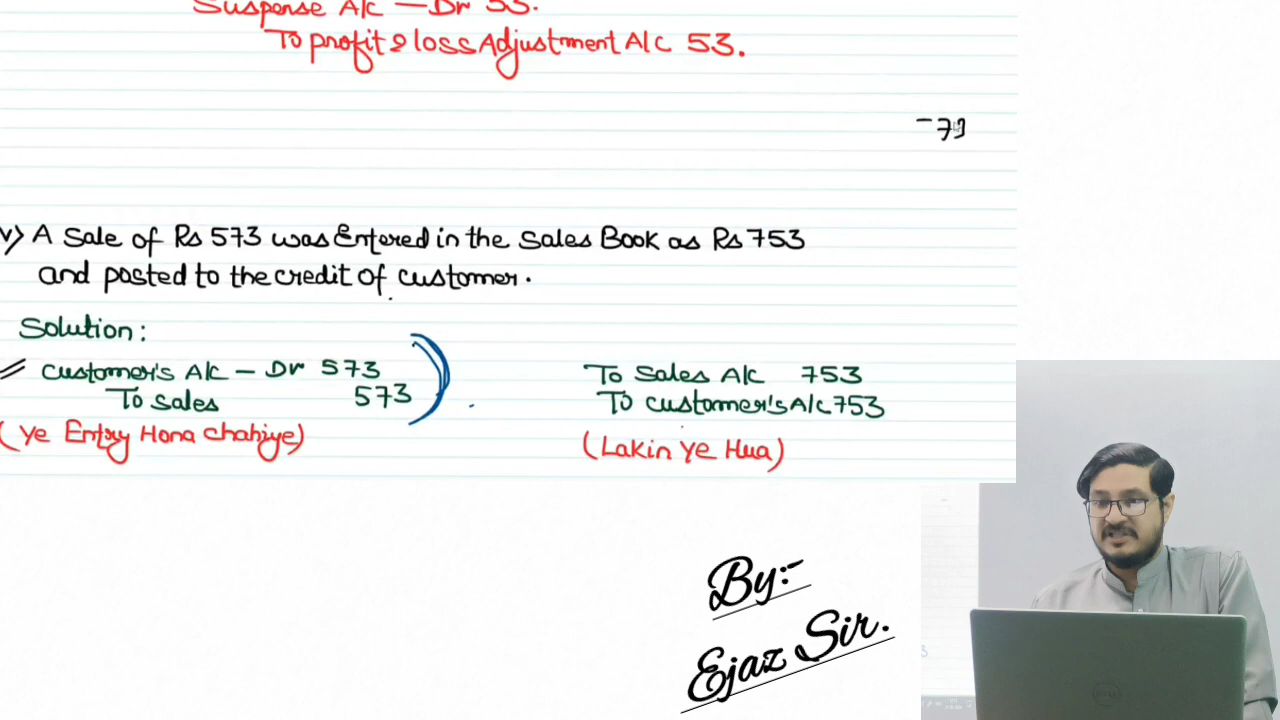 Suspense A/c — Dr 53.
To profit & loss Adjustment A/c 53.
v) A sale of Rs 573 was Entered in the sales Book as Rs 753
and posted to the credit of customer.
Solution:
customer's A/c — Dr 573
To sales 573
(Ye Entry Hona chahiye)
To sales A/c 753
To customer's A/c 753
(Lakin Ye Hua)
By:-
Ejaz Sir.